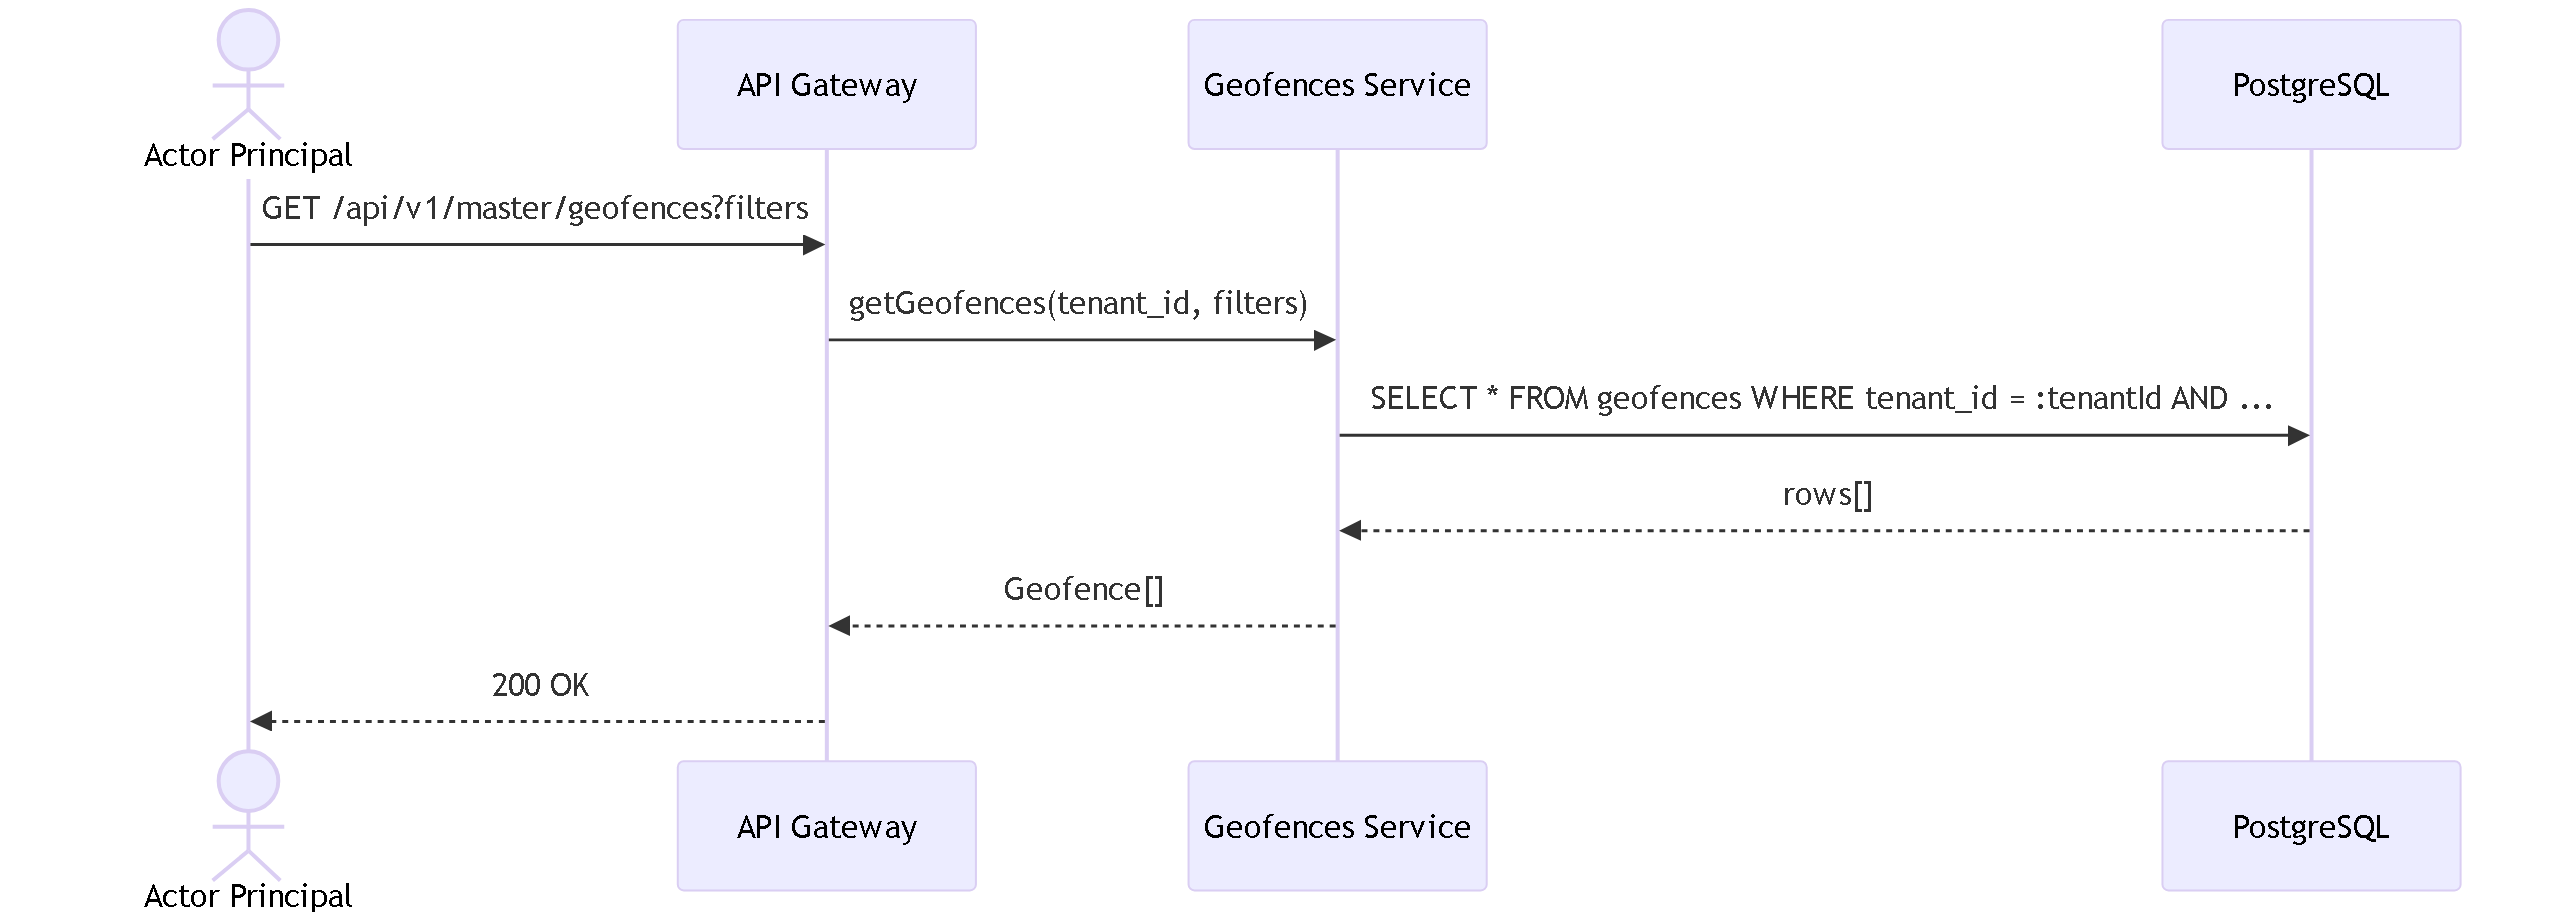 API Gateway
Geofences Service
PostgreSQL
Actor Principal
GET /api/v1/master/geofences?filters
getGeofences(tenant_id, filters)
SELECT * FROM geofences WHERE tenant_id = :tenantId AND ...
rows[]
Geofence[]
200 OK
API Gateway
Geofences Service
PostgreSQL
Actor Principal